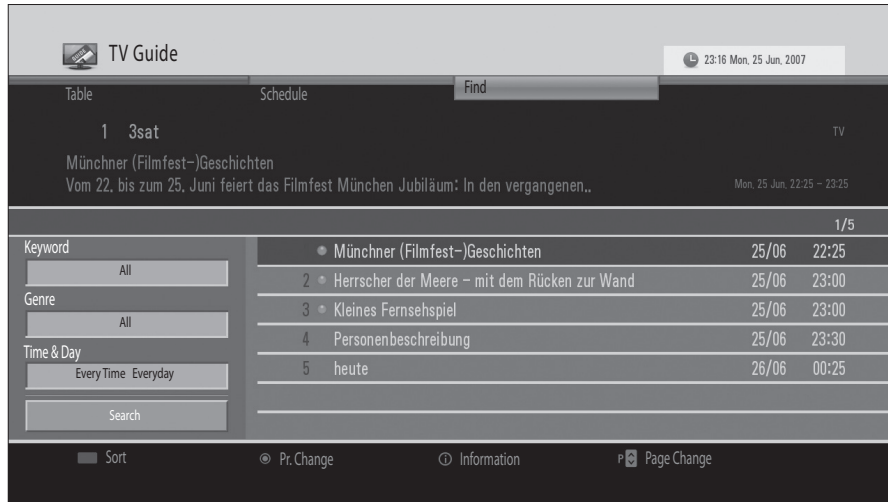 TV Guide
23:16 Mon, 25 Jun, 2007
Table Schedule Find
1 3sat
TV
Münchner (Filmfest-)Geschichten
Vom 22. bis zum 25. Juni feiert das Filmfest München Jubiläum: In den vergangenen..
Mon, 25 Jun, 22:25 - 23:25
1/5
Keyword
All
Genre
All
Time & Day
Every Time Everyday
Search
Münchner (Filmfest-)Geschichten 25/06 22:25
2 Herrscher der Meere - mit dem Rücken zur Wand 25/06 23:00
3 Kleines Fernsehspiel 25/06 23:00
4 Personenbeschreibung 25/06 23:30
5 heute 26/06 00:25
Sort Pr. Change Information P Page Change